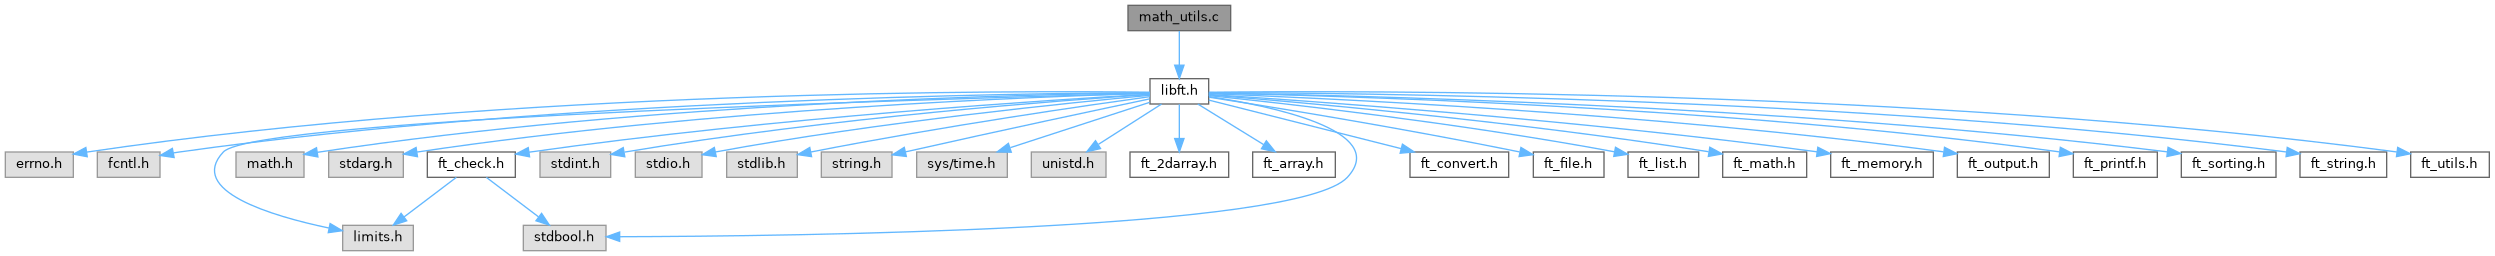 math_utils.c
libft.h
errno.h
fcntl.h
math.h
stdarg.h
ft_check.h
stdint.h
stdio.h
stdlib.h
string.h
sys/time.h
unistd.h
ft_2darray.h
ft_array.h
ft_convert.h
ft_file.h
ft_list.h
ft_math.h
ft_memory.h
ft_output.h
ft_printf.h
ft_sorting.h
ft_string.h
ft_utils.h
limits.h
stdbool.h